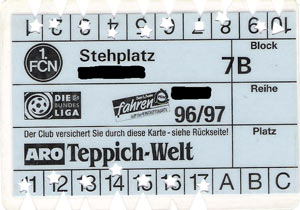 1 2 3 4 5 6 7 8 9 10
1. FCN
Stehplatz
Block
7B
DIE BUNDESLIGA
fahren
Reihe
96/97
Der Club versichert Sie durch diese Karte - siehe Rückseite!
Platz
ARO Teppich-Welt
11 12 13 14 15 16 17 A B C